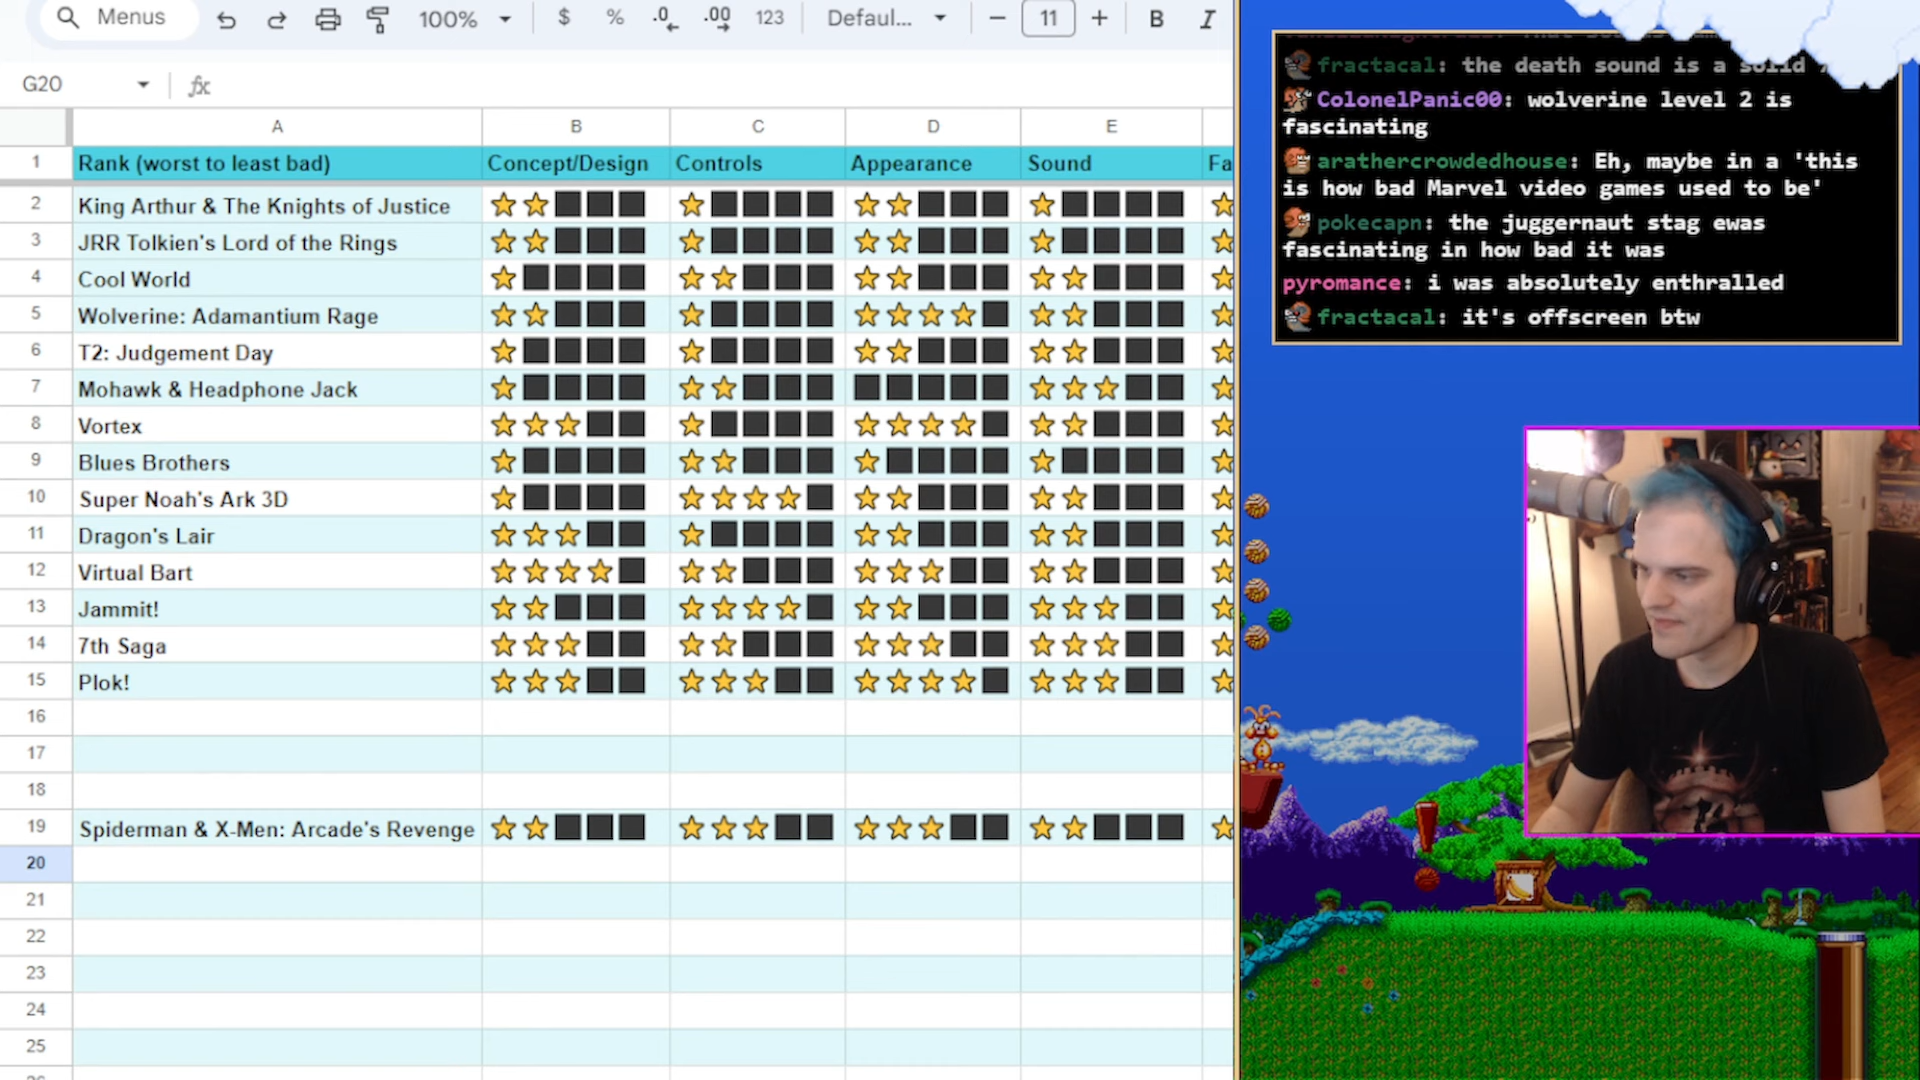 Menus 100% $ % .0 .00 123 Defaul... 11 B I
G20 fx
A B C D E
1 Rank (worst to least bad) Concept/Design Controls Appearance Sound Fa
2 King Arthur & The Knights of Justice
3 JRR Tolkien's Lord of the Rings
4 Cool World
5 Wolverine: Adamantium Rage
6 T2: Judgement Day
7 Mohawk & Headphone Jack
8 Vortex
9 Blues Brothers
10 Super Noah's Ark 3D
11 Dragon's Lair
12 Virtual Bart
13 Jammit!
14 7th Saga
15 Plok!
16
17
18
19 Spiderman & X-Men: Arcade's Revenge
20
21
22
23
24
25
fractacal: the death sound is a solid
ColonelPanic00: wolverine level 2 is
fascinating
arathercrowdedhouse: Eh, maybe in a 'this
is how bad Marvel video games used to be'
pokecapn: the juggernaut stag ewas
fascinating in how bad it was
pyromance: i was absolutely enthralled
fractacal: it's offscreen btw